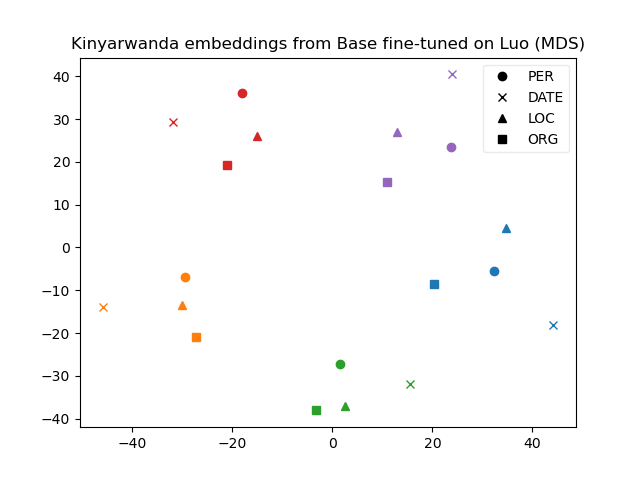 Kinyarwanda embeddings from Base fine-tuned on Luo (MDS)
PER
DATE
LOC
ORG
40
30
20
10
0
−10
−20
−30
−40
−40
−20
0
20
40